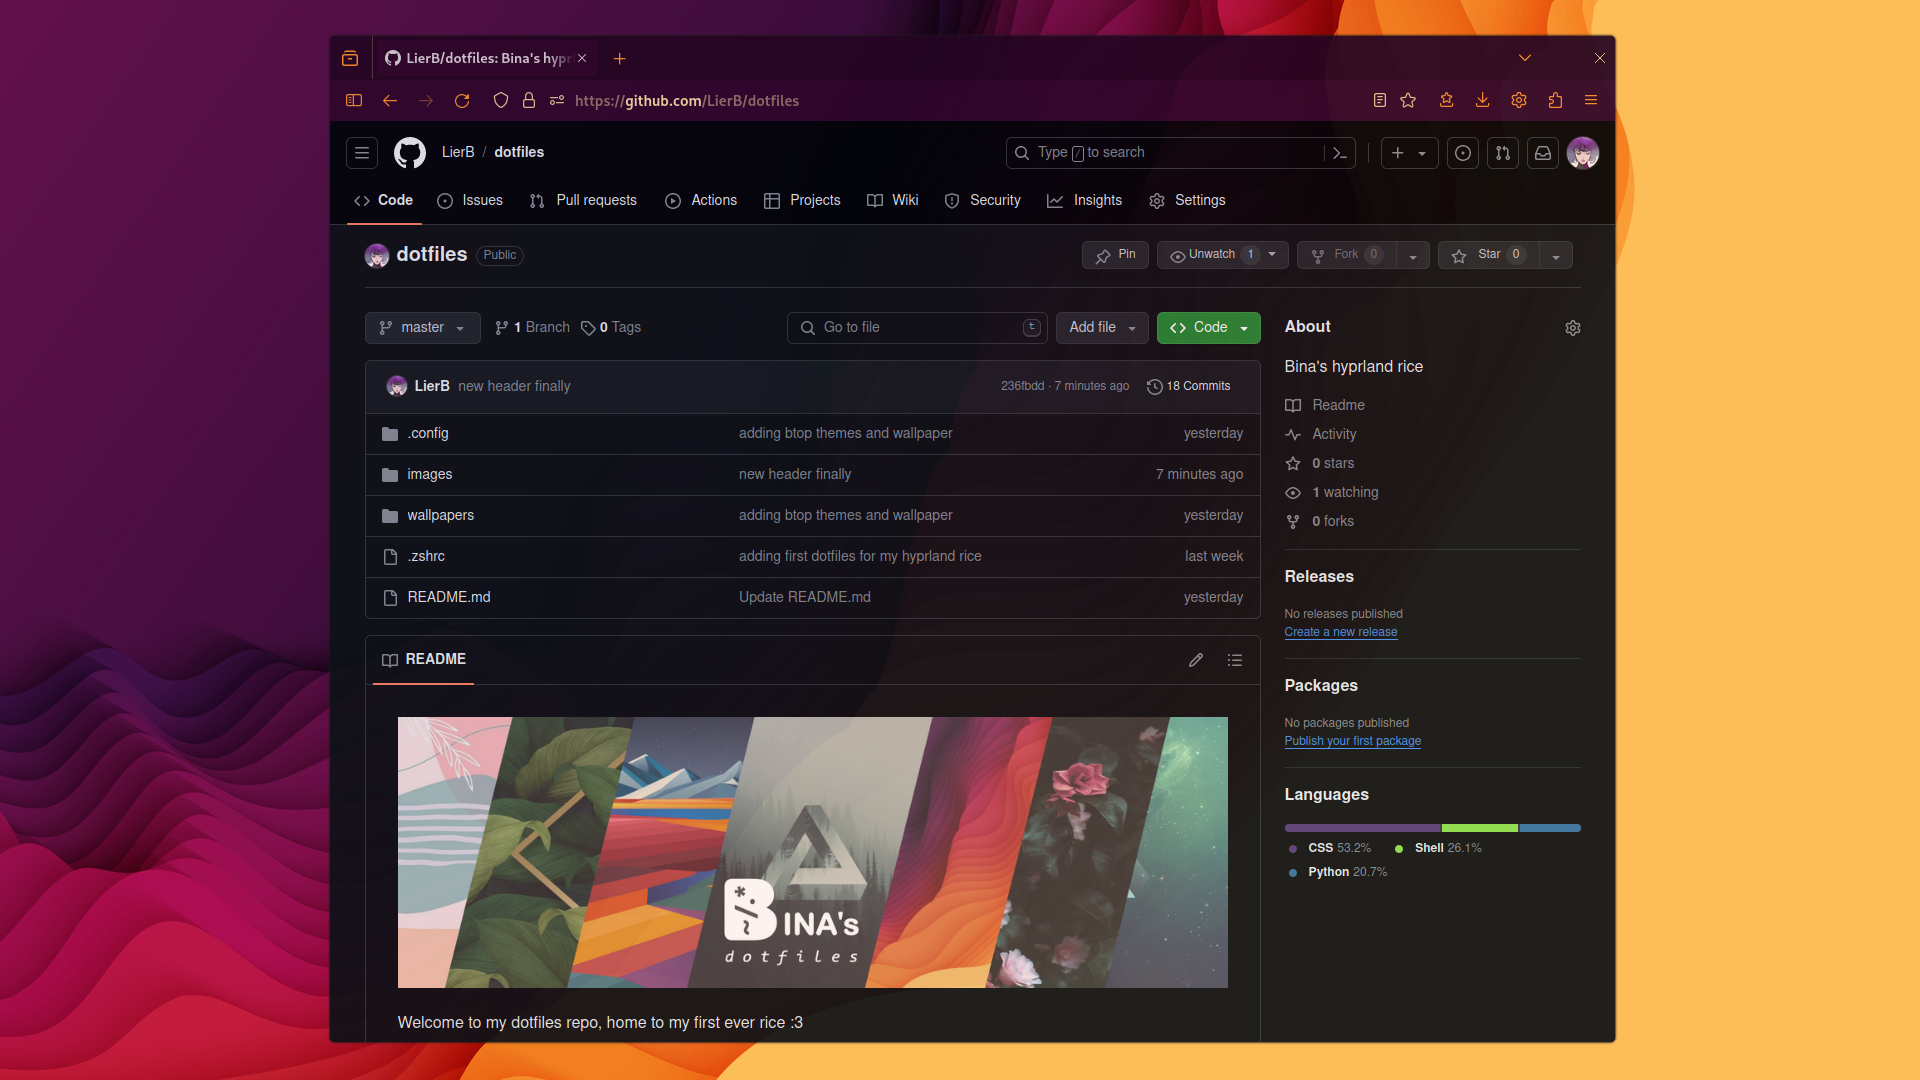 LierB/dotfiles: Bina's hypr
https://github.com/LierB/dotfiles
LierB / dotfiles
Type / to search
Code Issues Pull requests Actions Projects Wiki Security Insights Settings
dotfiles Public
Pin Unwatch 1 Fork 0 Star 0
master 1 Branch 0 Tags Go to file t Add file Code
LierB new header finally 236fbdd · 7 minutes ago 18 Commits
.config adding btop themes and wallpaper yesterday
images new header finally 7 minutes ago
wallpapers adding btop themes and wallpaper yesterday
.zshrc adding first dotfiles for my hyprland rice last week
README.md Update README.md yesterday
README
BINA's
dotfiles
Welcome to my dotfiles repo, home to my first ever rice :3
About
Bina's hyprland rice
Readme
Activity
0 stars
1 watching
0 forks
Releases
No releases published
Create a new release
Packages
No packages published
Publish your first package
Languages
CSS 53.2% Shell 26.1%
Python 20.7%